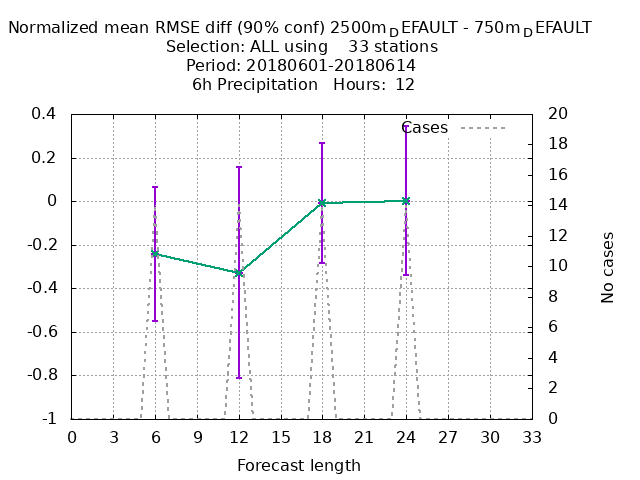 Normalized mean RMSE diff (90% conf) 2500m_DEFAULT - 750m_DEFAULT
Selection: ALL using 33 stations
Period: 20180601-20180614
6h Precipitation Hours: 12
Cases
0.4
0.2
0
-0.2
-0.4
-0.6
-0.8
-1
20
18
16
14
12
10
8
6
4
2
0
No cases
0 3 6 9 12 15 18 21 24 27 30 33
Forecast length